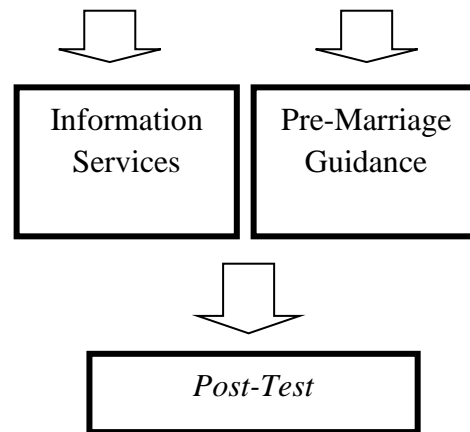 Information
Services
Pre-Marriage
Guidance
Post-Test